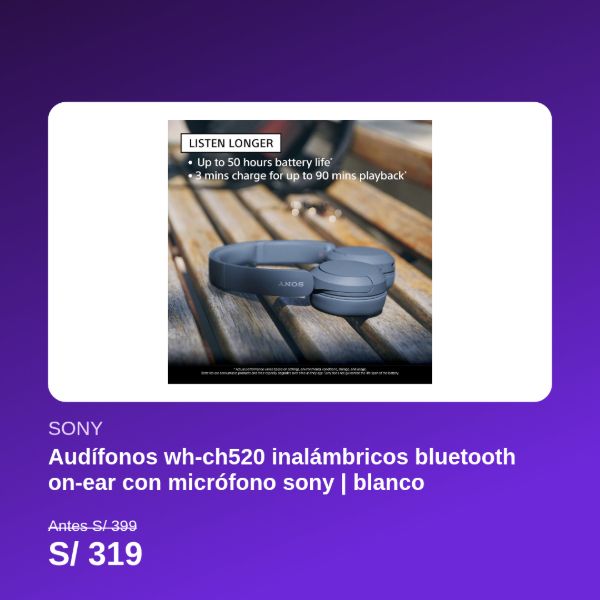 LISTEN LONGER
• Up to 50 hours battery life*
• 3 mins charge for up to 90 mins playback*
SONY
SONY
Audífonos wh-ch520 inalámbricos bluetooth
on-ear con micrófono sony | blanco
Antes S/ 399
S/ 319